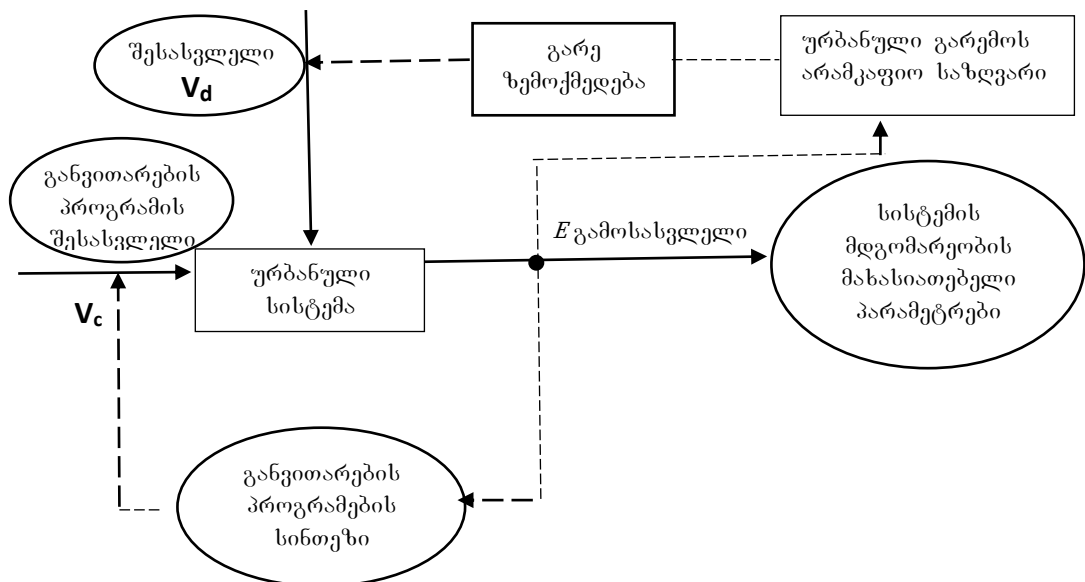 შესასვლელი
Vd
გარე
ზემოქმედება
ურბანული გარემოს
არამკაფიო საზღვარი
განვითარების
პროგრამის
შესასვლელი
Vc
ურბანული
სისტემა
E გამოსასვლელი
სისტემის
მდგომარეობის
მახასიათებელი
პარამეტრები
განვითარების
პროგრამების
სინთეზი